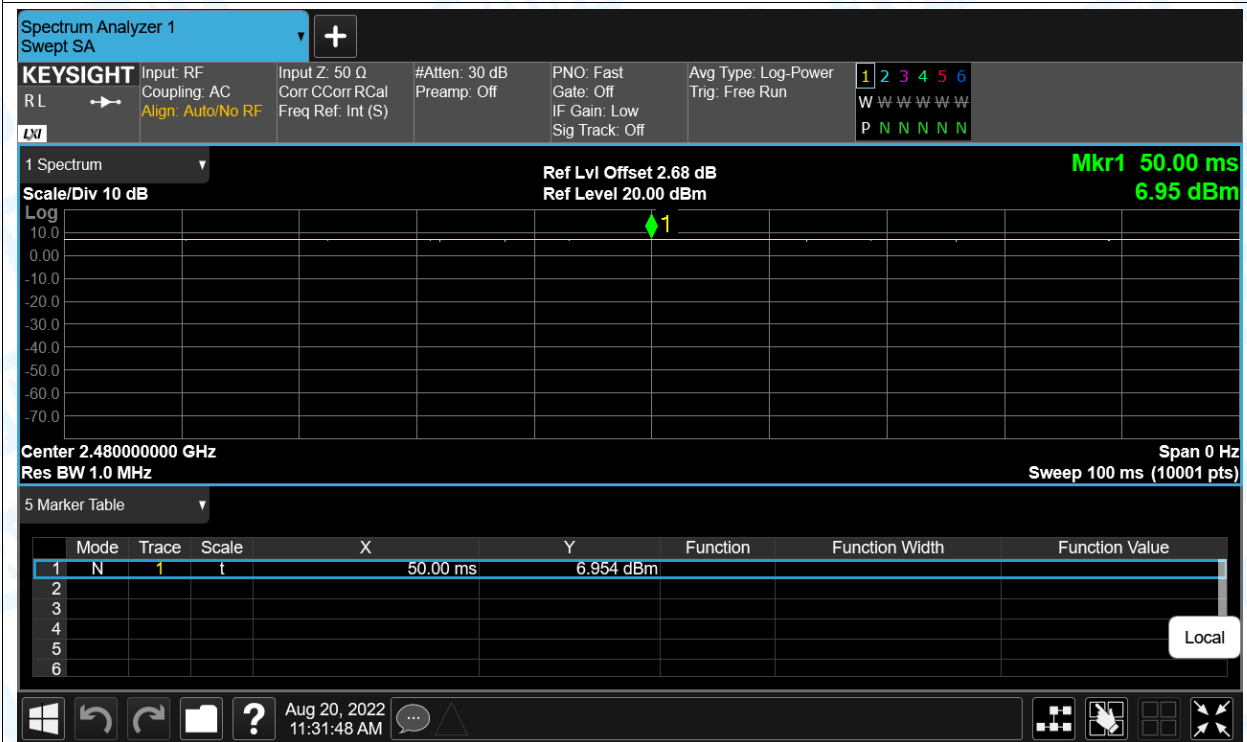 Spectrum Analyzer 1
Swept SA
+
KEYSIGHT Input: RF Input Z: 50 Ω #Atten: 30 dB PNO: Fast Avg Type: Log-Power 1 2 3 4 5 6
R L Coupling: AC Corr CCorr RCal Preamp: Off Gate: Off Trig: Free Run W W W W W W
Align: Auto/No RF Freq Ref: Int (S) IF Gain: Low
LXI Sig Track: Off P N N N N N
1 Spectrum Ref Lvl Offset 2.68 dB Mkr1 50.00 ms
Scale/Div 10 dB Ref Level 20.00 dBm 6.95 dBm
Log
1
10.0
0.00
-10.0
-20.0
-30.0
-40.0
-50.0
-60.0
-70.0
Center 2.480000000 GHz Span 0 Hz
Res BW 1.0 MHz Sweep 100 ms (10001 pts)
5 Marker Table
Mode Trace Scale X Y Function Function Width Function Value
1 N 1 t 50.00 ms 6.954 dBm
2
3
4
5
6
Local
? Aug 20, 2022
11:31:48 AM